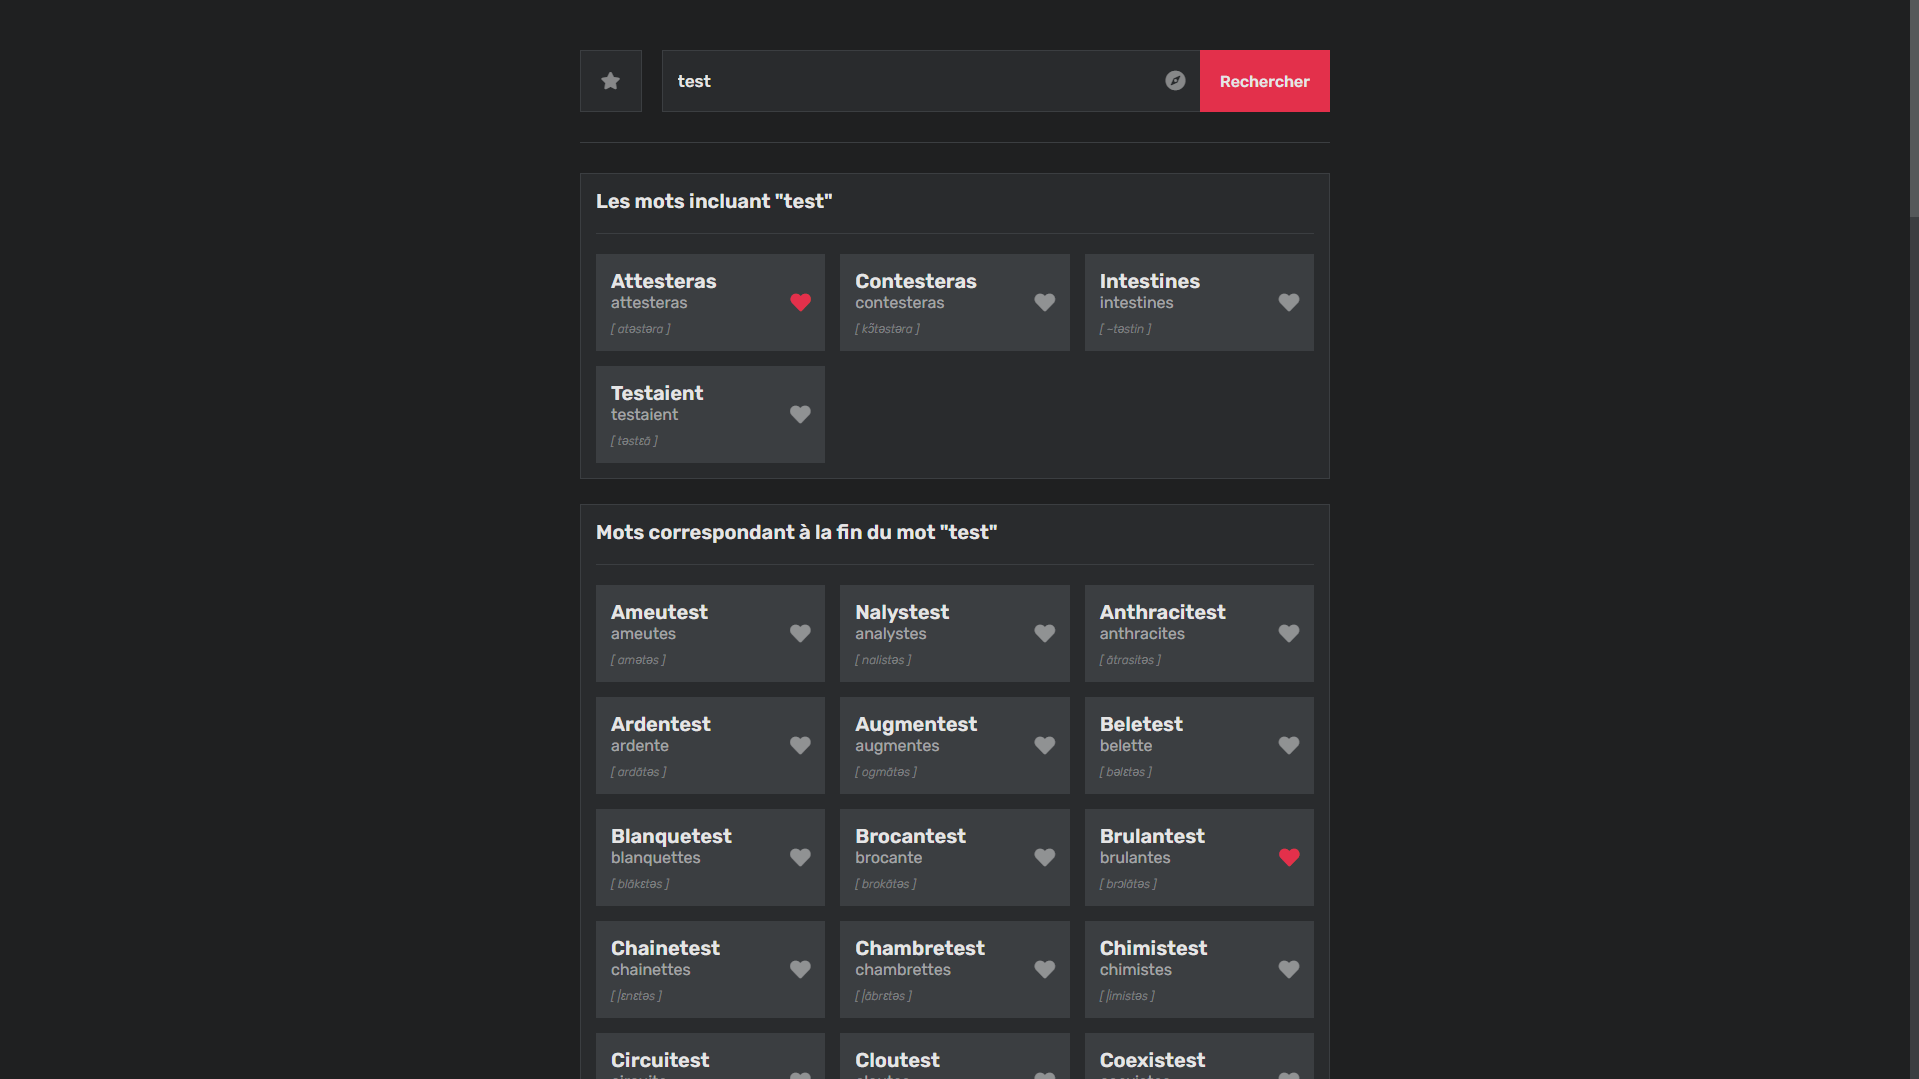 test
Rechercher
Les mots incluant "test"
Attesteras
attesteras
[ atəstəra ]
Contesteras
contesteras
[ kɔ̃təstəra ]
Intestines
intestines
[ ~təstin ]
Testaient
testaient
[ təstɛɑ̃ ]
Mots correspondant à la fin du mot "test"
Ameutest
ameutes
[ amətəs ]
Nalystest
analystes
[ nalistəs ]
Anthracitest
anthracites
[ ɑ̃trasitəs ]
Ardentest
ardente
[ ardɑ̃təs ]
Augmentest
augmentes
[ ogmɑ̃təs ]
Beletest
belette
[ bəlɛtəs ]
Blanquetest
blanquettes
[ blɑ̃kɛtəs ]
Brocantest
brocante
[ brokɑ̃təs ]
Brulantest
brulantes
[ brɔlɑ̃təs ]
Chainetest
chainettes
[ ʃɛnɛtəs ]
Chambretest
chambrettes
[ ʃɑ̃brɛtəs ]
Chimistest
chimistes
[ ʃimistəs ]
Circuitest
Cloutest
Coexistest